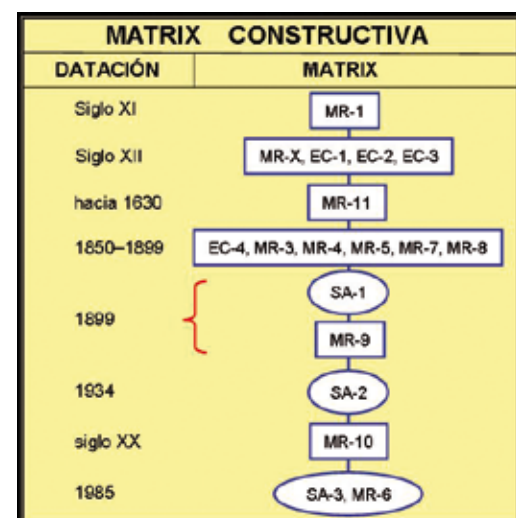 MATRIX CONSTRUCTIVA
DATACIÓN MATRIX
Siglo XI MR-1
Siglo XII MR-X, EC-1, EC-2, EC-3
hacia 1630 MR-11
1850–1899 EC-4, MR-3, MR-4, MR-5, MR-7, MR-8
SA-1
1899
MR-9
1934 SA-2
siglo XX MR-10
1985 SA-3, MR-6